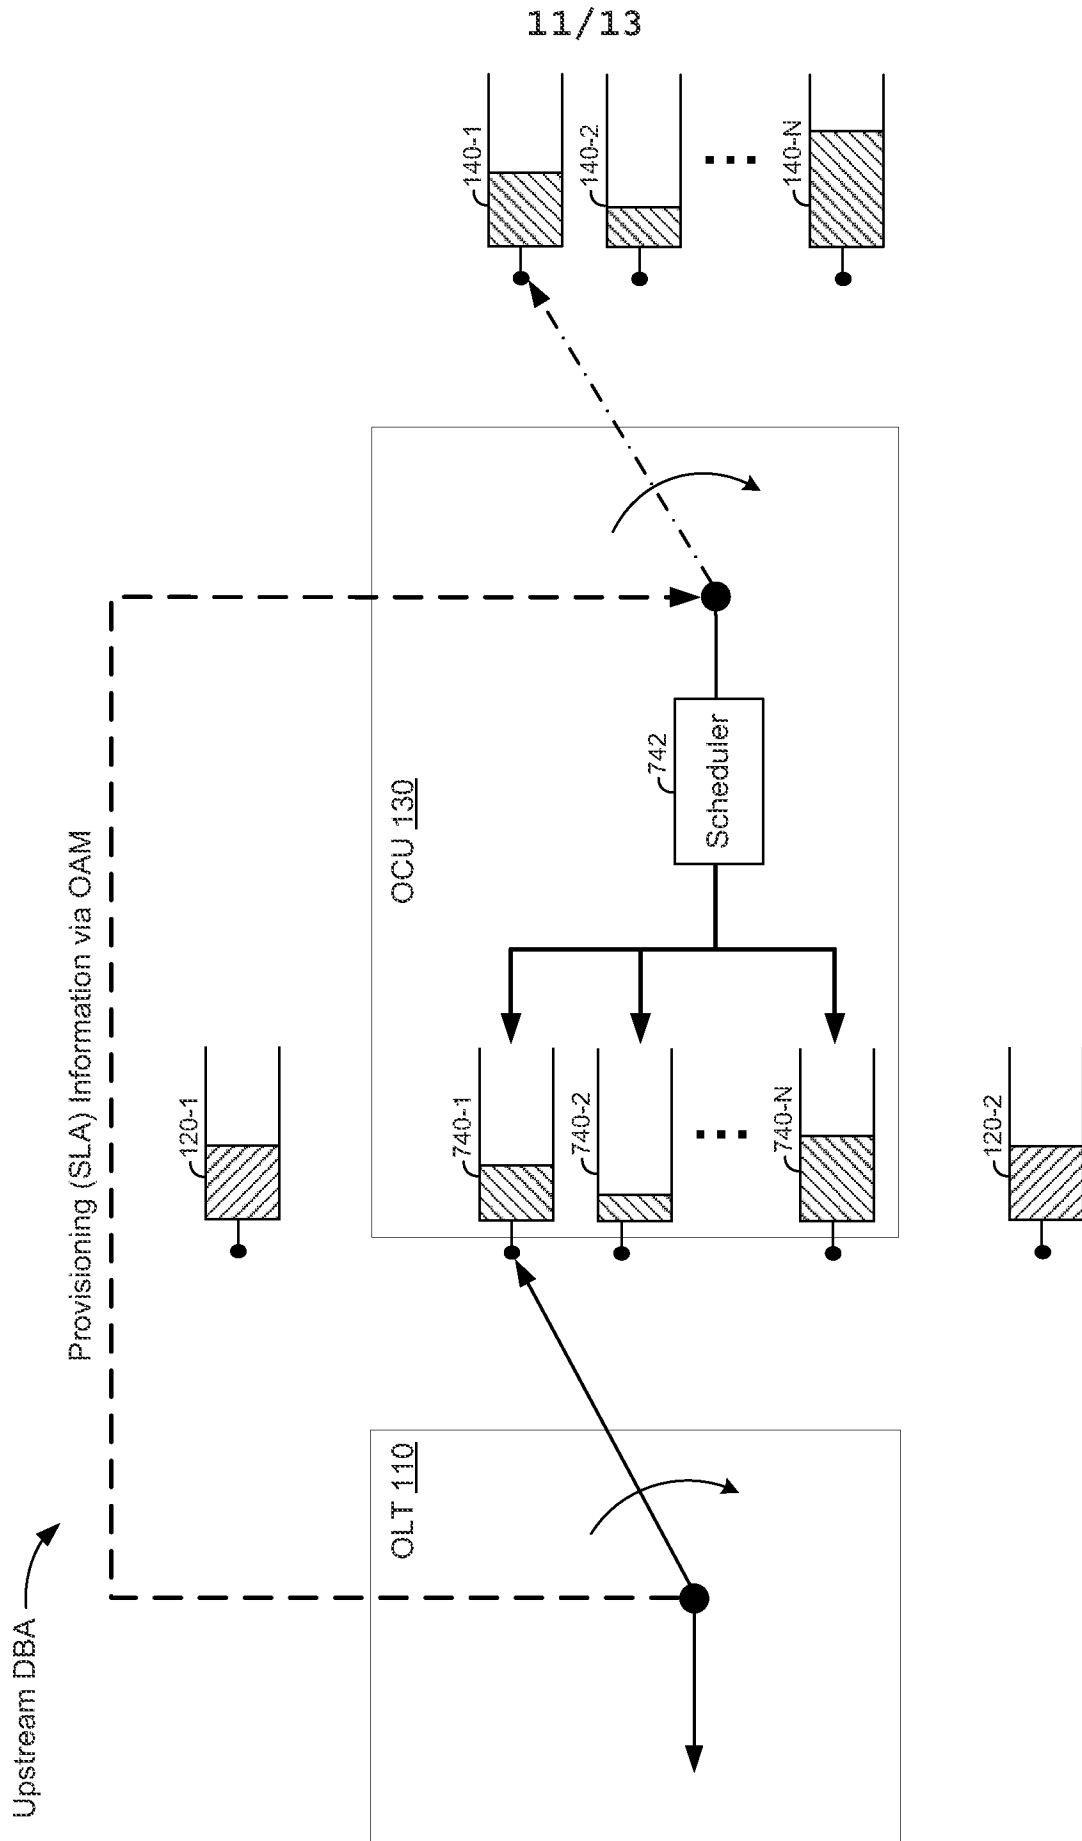 11/13
Upstream DBA
Provisioning (SLA) Information via OAM
120-1
OLT 110
OCU 130
740-1
740-2
...
740-N
742
Scheduler
140-1
140-2
...
140-N
120-2